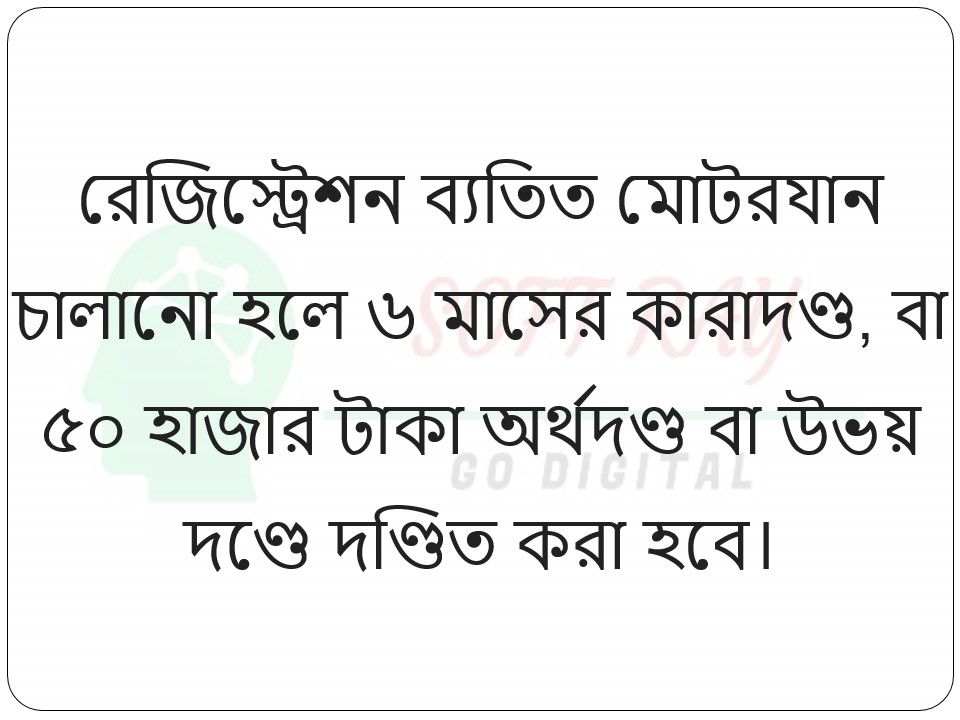 রেজিস্ট্রেশন ব্যতিত মোটরযান
চালানো হলে ৬ মাসের কারাদণ্ড, বা
৫০ হাজার টাকা অর্থদণ্ড বা উভয়
দণ্ডে দণ্ডিত করা হবে।
SOFT RAY
GO DIGITAL